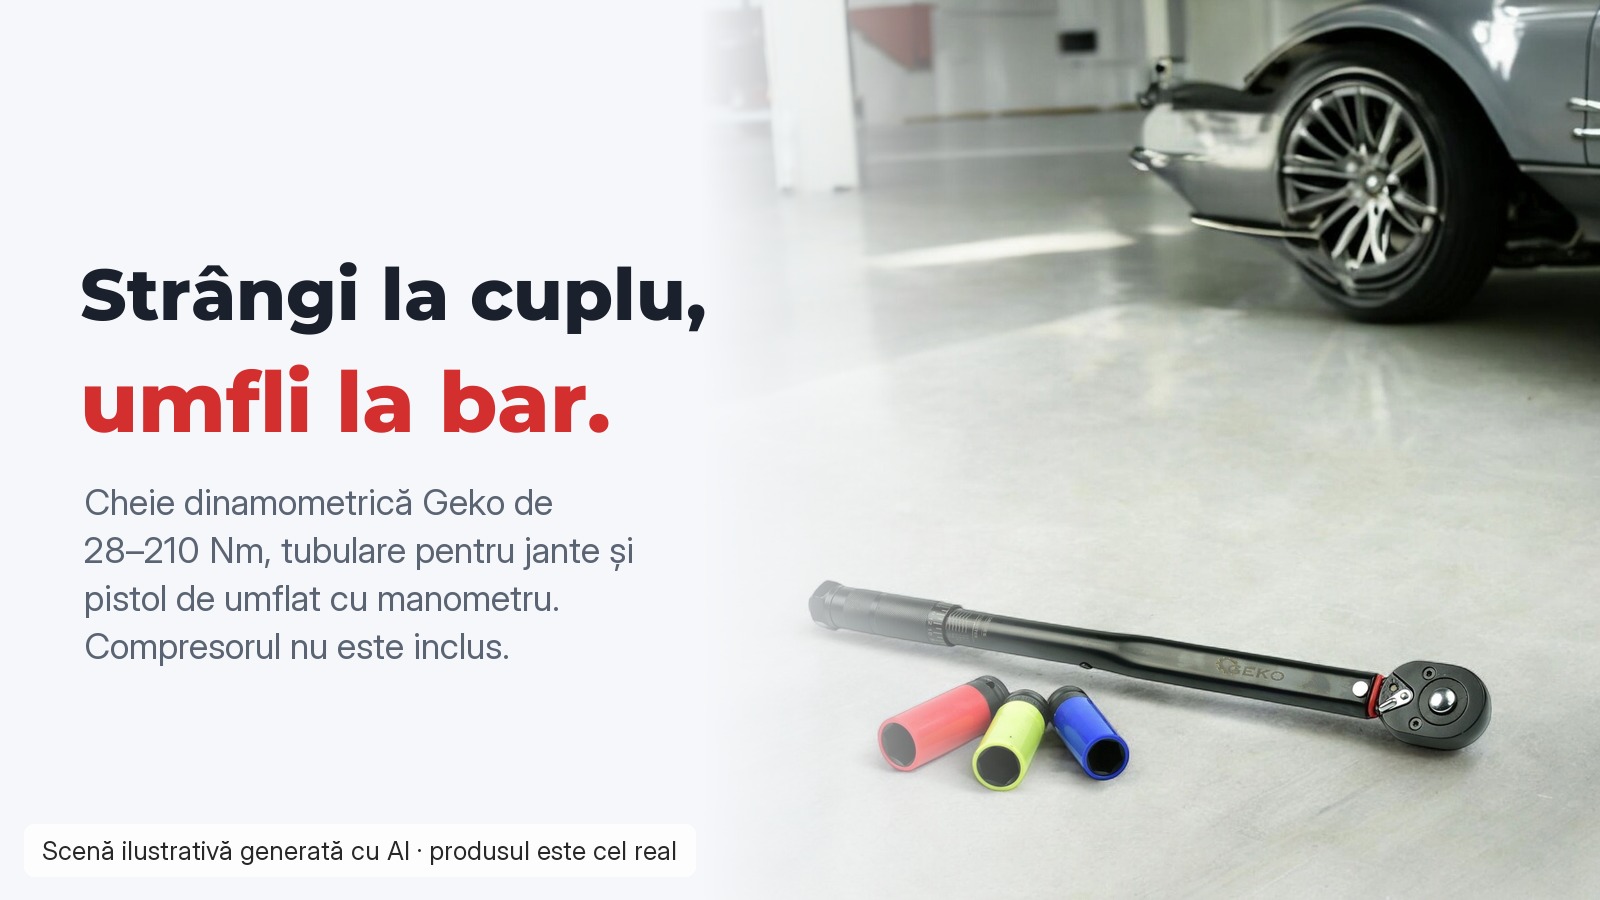 Strângi la cuplu,
umfli la bar.
Cheie dinamometrică Geko de
28–210 Nm, tubulare pentru jante și
pistol de umflat cu manometru.
Compresorul nu este inclus.
GEKO
Scenă ilustrativă generată cu AI · produsul este cel real